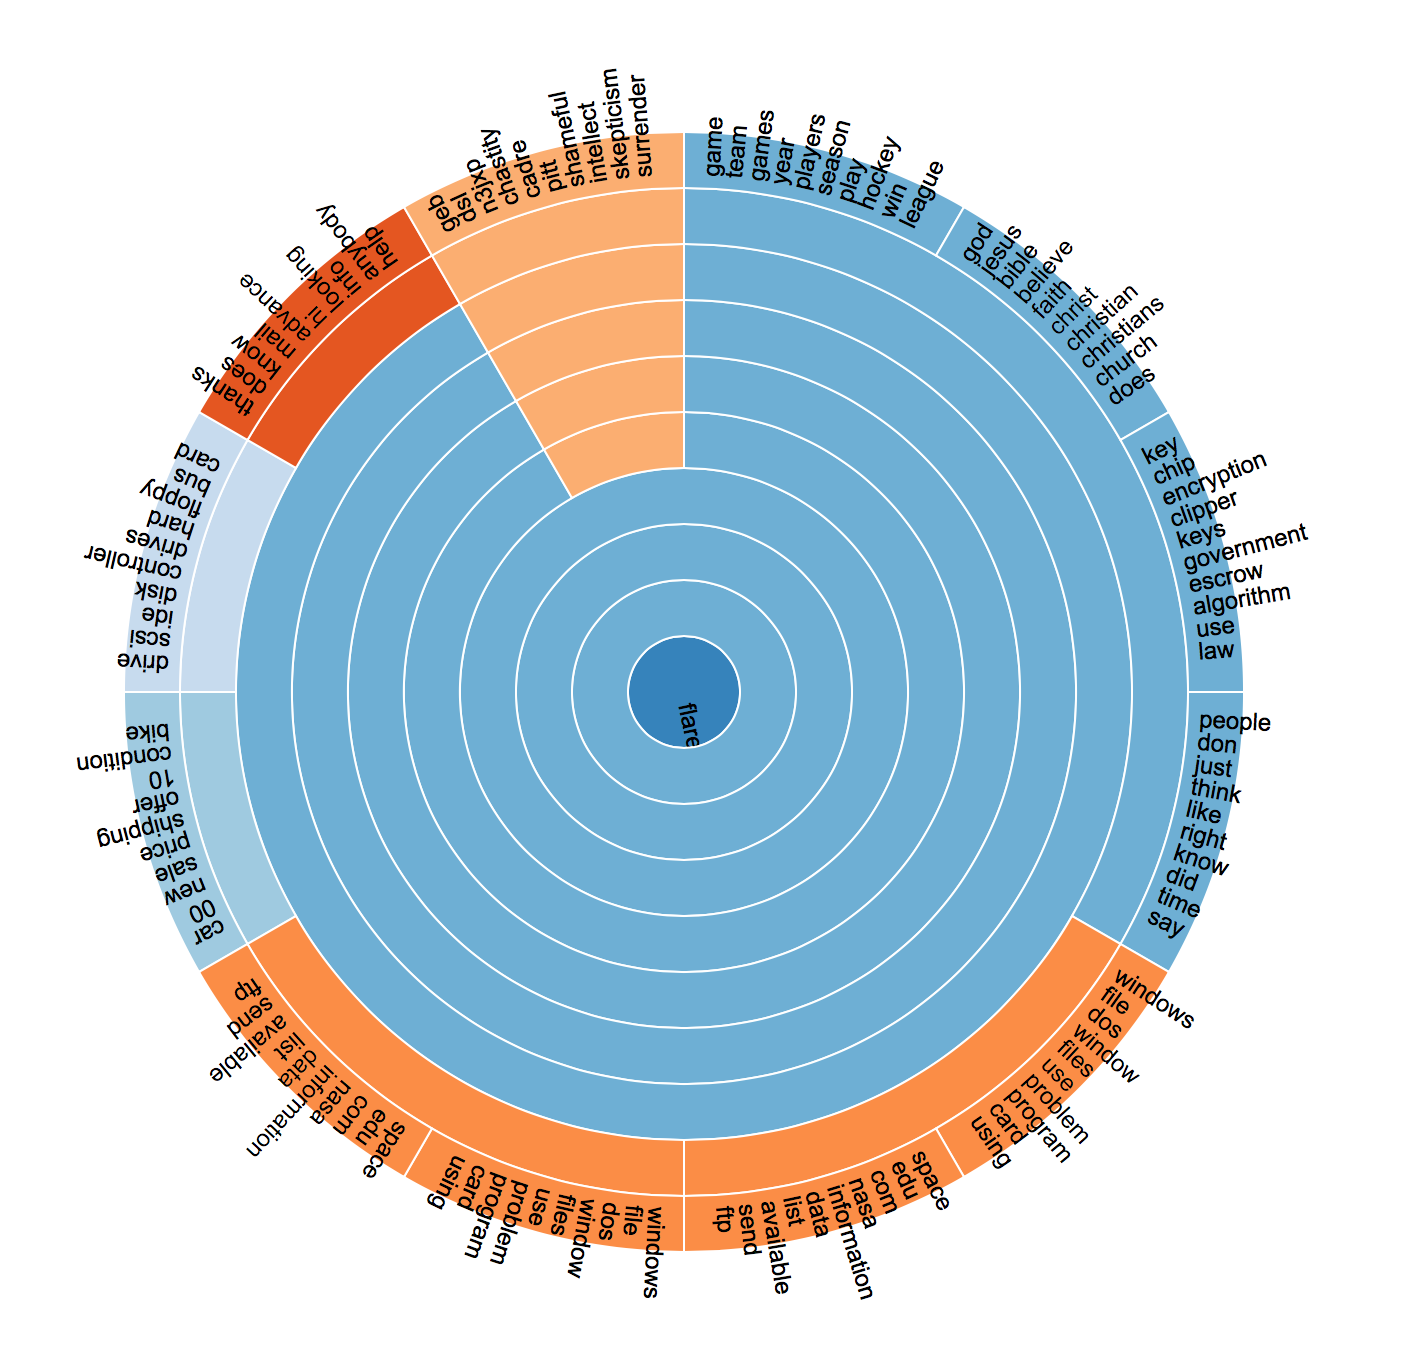 game
team
games
year
players
season
play
hockey
win
league
god
jesus
bible
believe
faith
christ
christian
christians
church
does
key
chip
encryption
clipper
keys
government
escrow
algorithm
use
law
people
don
just
think
like
right
know
did
time
say
windows
file
dos
window
files
use
problem
program
card
using
space
edu
com
nasa
information
data
list
available
send
ftp
windows
file
dos
window
files
use
problem
program
card
using
space
edu
com
nasa
information
data
list
available
send
ftp
car
00
new
sale
price
shipping
offer
10
condition
bike
drive
scsi
ide
disk
controller
drives
hard
floppy
bus
card
thanks
does
know
mail
advance
hi
looking
info
anybody
help
geb
dsl
n3jxp
chastity
cadre
pitt
shameful
intellect
skepticism
surrender
flare